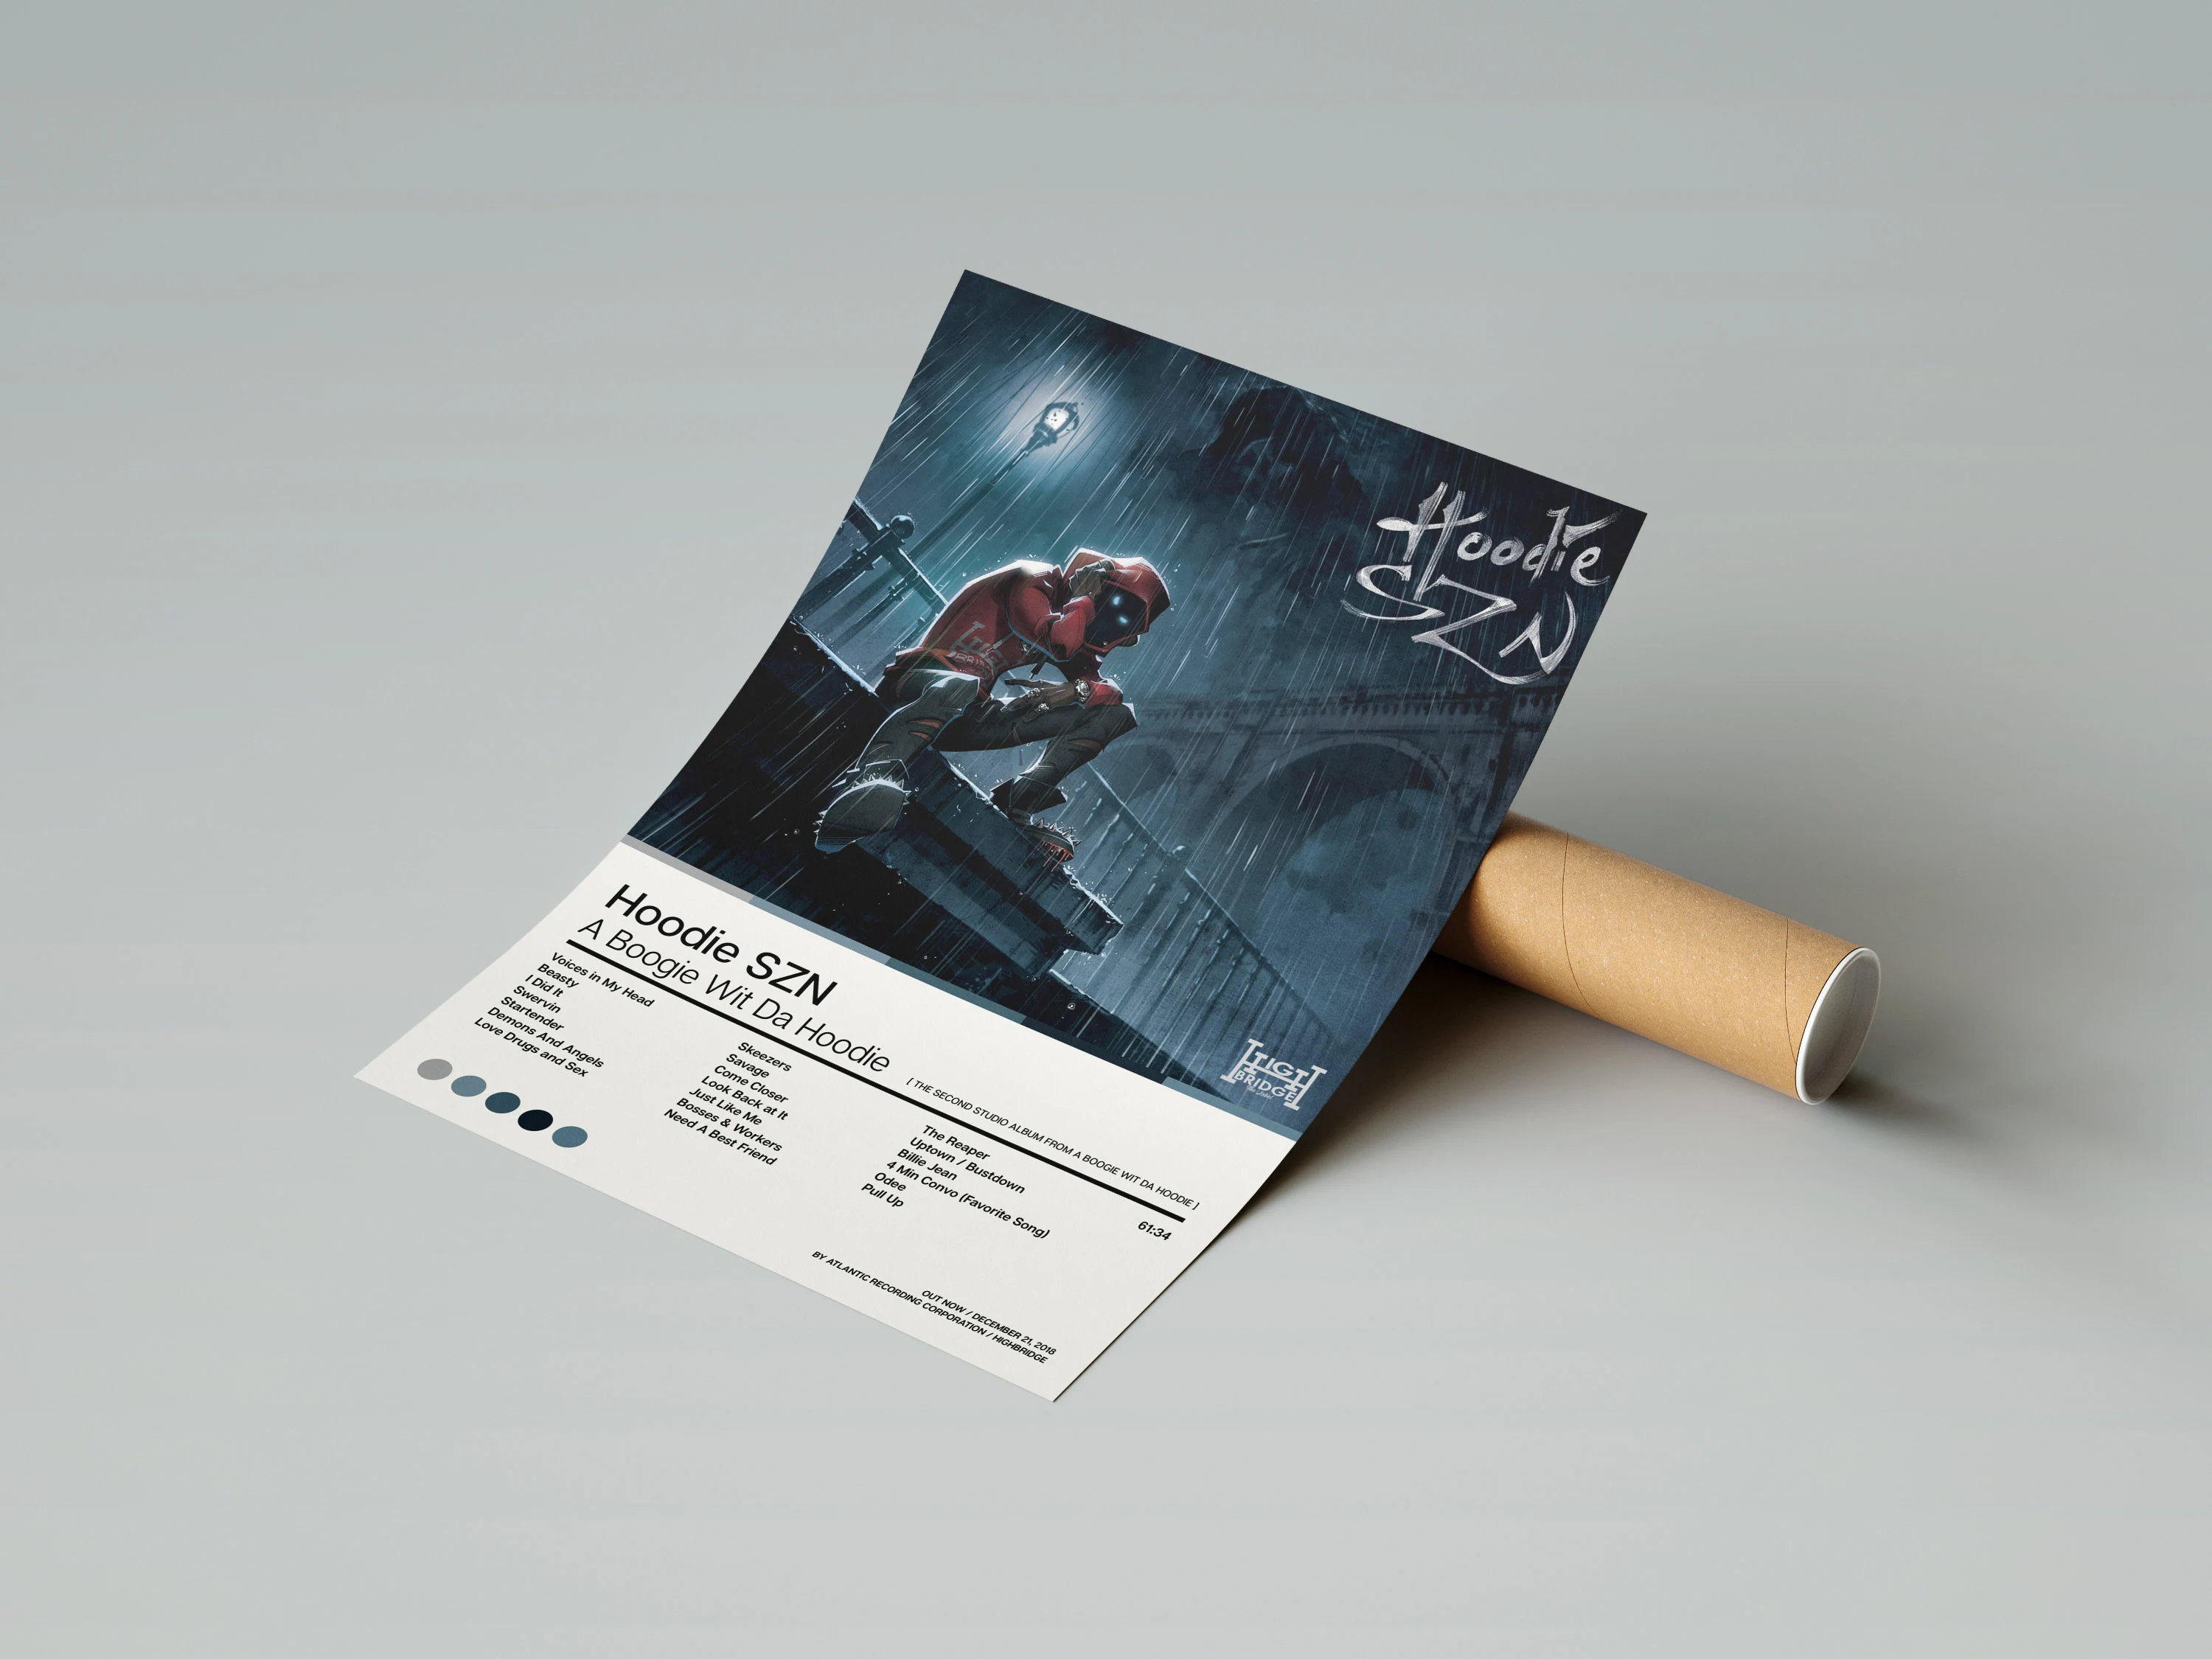 Hoodie
SZN
HIGH
BRIDGE
Hoodie SZN
A Boogie Wit Da Hoodie
[ THE SECOND STUDIO ALBUM FROM A BOOGIE WIT DA HOODIE ]
Voices in My Head
Beasty
I Did It
Swervin
Startender
Demons And Angels
Love Drugs and Sex
Skeezers
Savage
Come Closer
Look Back at It
Just Like Me
Bosses & Workers
Need A Best Friend
The Reaper
Uptown / Bustdown
Billie Jean
4 Min Convo (Favorite Song)
Odee
Pull Up
61:34
OUT NOW / DECEMBER 21, 2018
BY ATLANTIC RECORDING CORPORATION / HIGHBRIDGE